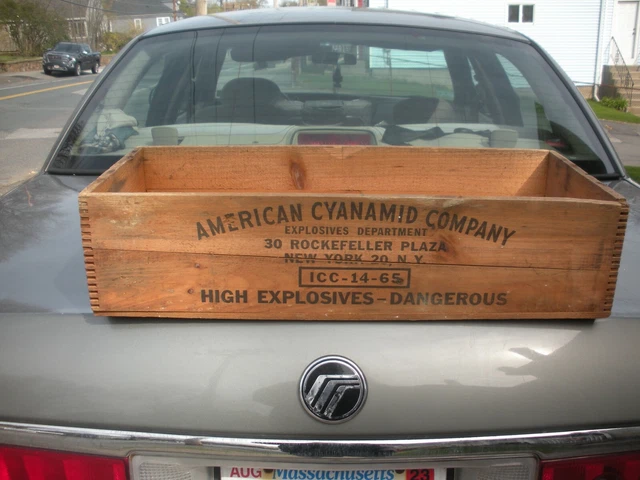 AMERICAN CYANAMID COMPANY
EXPLOSIVES DEPARTMENT
30 ROCKEFELLER PLAZA
NEW YORK 20, N.Y.
ICC-14-65
HIGH EXPLOSIVES-DANGEROUS
AUG Massachusetts 23